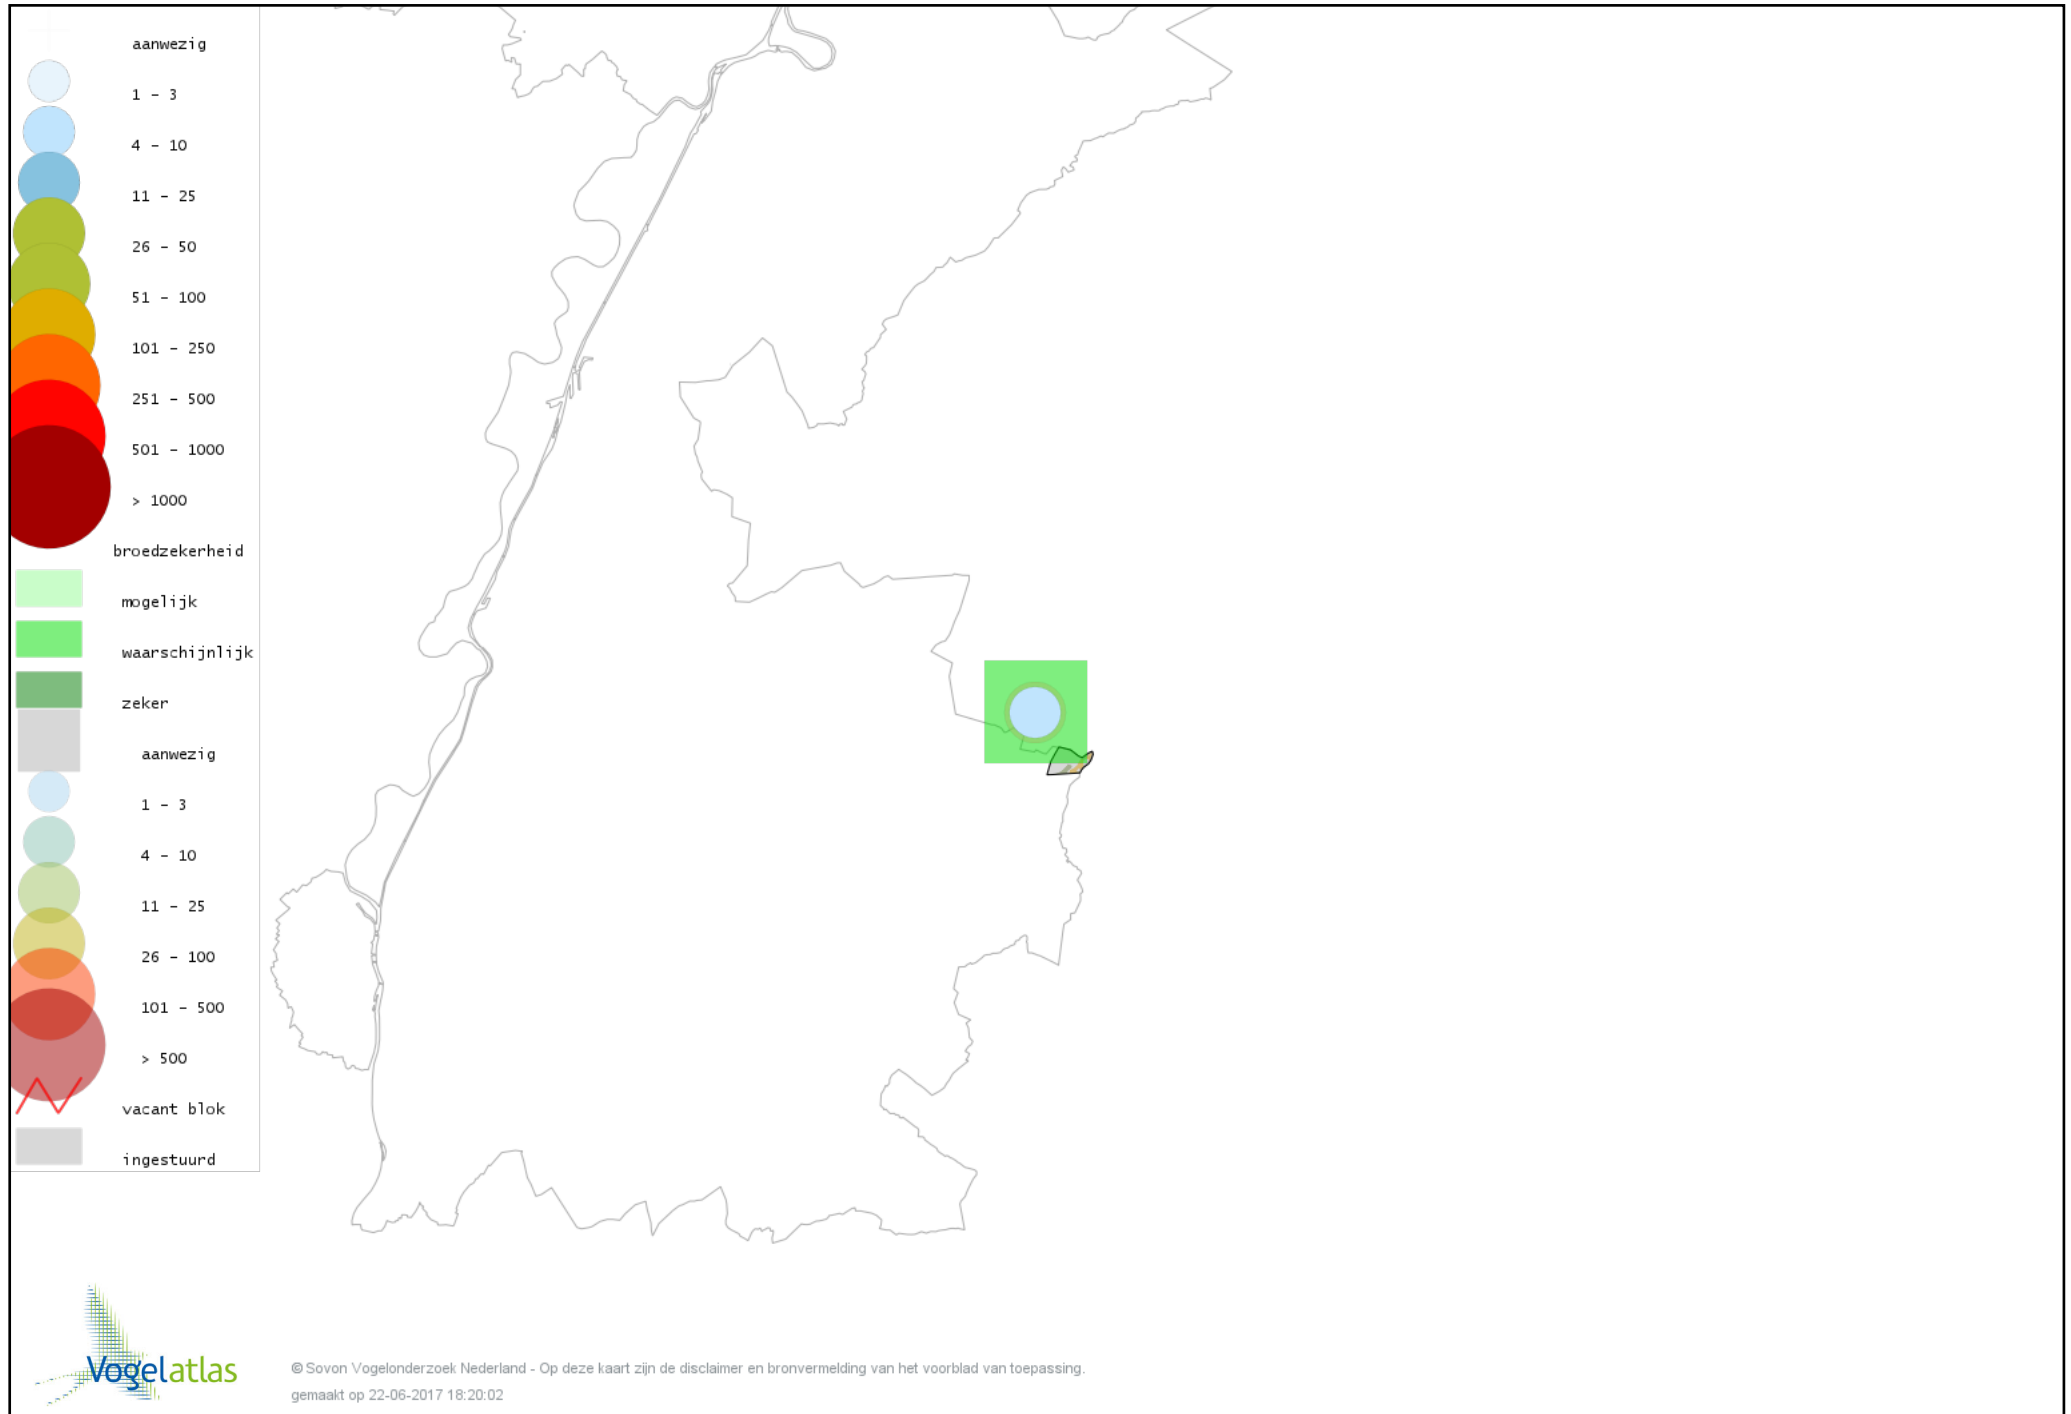 aanwezig
1 - 3
4 - 10
11 - 25
26 - 50
51 - 100
101 - 250
251 - 500
501 - 1000
> 1000
broedzekerheid
mogelijk
waarschijnlijk
zeker
aanwezig
1 - 3
4 - 10
11 - 25
26 - 100
101 - 500
> 500
vacant blok
ingestuurd
Vogelatlas
© Sovon Vogelonderzoek Nederland - Op deze kaart zijn de disclaimer en bronvermelding van het voorblad van toepassing.
gemaakt op 22-06-2017 18:20:02